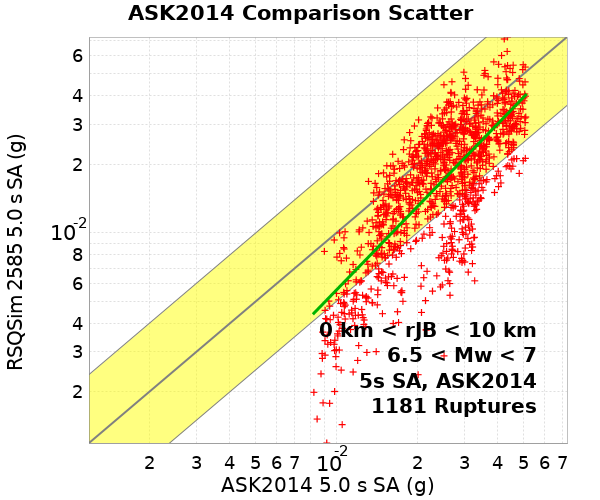 ASK2014 Comparison Scatter
RSQSim 2585 5.0 s SA (g)
6
4
3
2
10-2
8
6
4
3
2
0 km < rJB < 10 km
6.5 < Mw < 7
5s SA, ASK2014
1181 Ruptures
2 3 4 5 6 7 10-2 2 3 4 5 6 7
ASK2014 5.0 s SA (g)